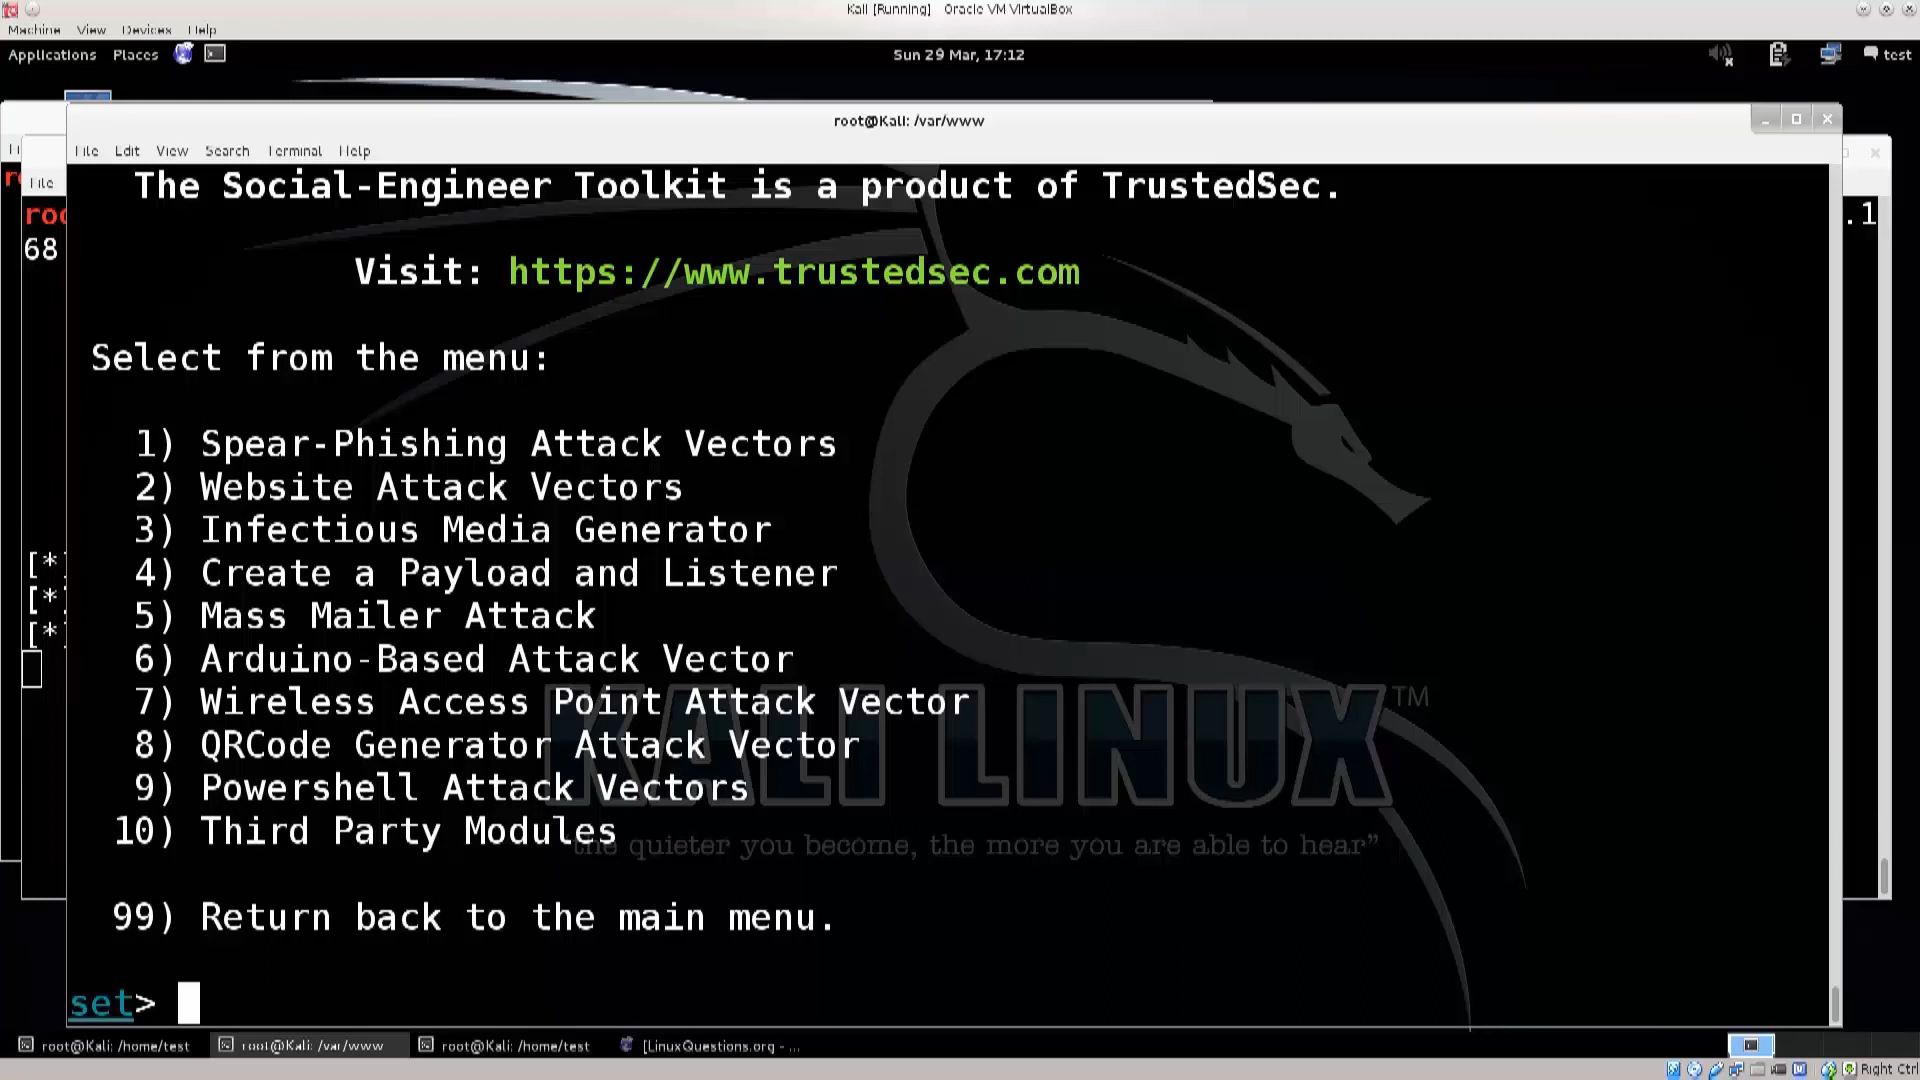 Kali [Running] - Oracle VM VirtualBox
Machine View Devices Help
Applications Places
Sun 29 Mar, 17:12
test
root@Kali: /var/www
File Edit View Search Terminal Help
File
The Social-Engineer Toolkit is a product of TrustedSec.
roo
.1
68
Visit: https://www.trustedsec.com
Select from the menu:
1) Spear-Phishing Attack Vectors
2) Website Attack Vectors
3) Infectious Media Generator
4) Create a Payload and Listener
5) Mass Mailer Attack
6) Arduino-Based Attack Vector
7) Wireless Access Point Attack Vector
8) QRCode Generator Attack Vector
9) Powershell Attack Vectors
10) Third Party Modules
99) Return back to the main menu.
[*]
[*]
[*]
KALI LINUX™
the quieter you become, the more you are able to hear”
set>
root@Kali: /home/test
root@Kali: /var/www
root@Kali: /home/test
[LinuxQuestions.org - ...
Right Ctrl